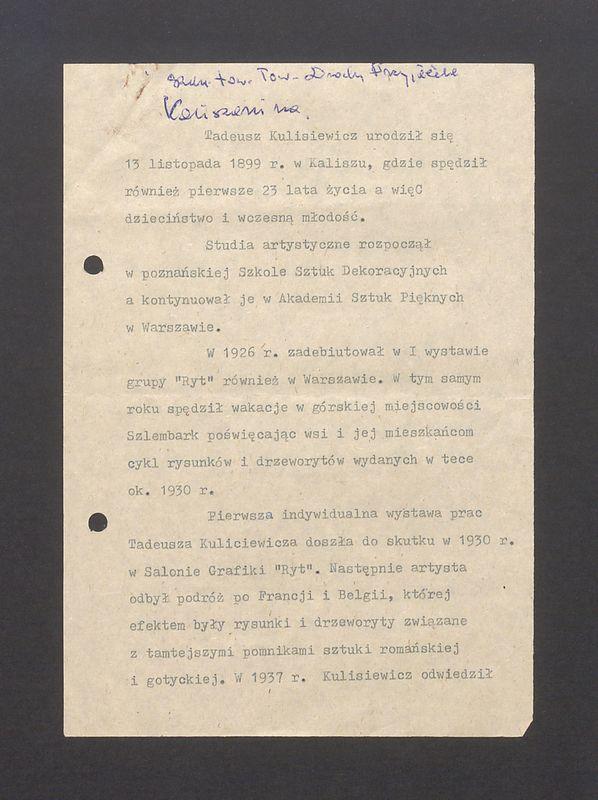 Tow. Drody Przyjaciele
Kaliszanina.
Tadeusz Kulisiewicz urodził się
13 listopada 1899 r. w Kaliszu, gdzie spędził
również pierwsze 23 lata życia a więC
dzieciństwo i wczesną młodość.
Studia artystyczne rozpoczął
w poznańskiej Szkole Sztuk Dekoracyjnych
a kontynuował je w Akademii Sztuk Pięknych
w Warszawie.
W 1926 r. zadebiutował w I wystawie
grupy "Ryt" również w Warszawie. W tym samym
roku spędził wakacje w górskiej miejscowości
Szlembark poświęcając wsi i jej mieszkańcom
cykl rysunków i drzeworytów wydanych w tece
ok. 1930 r.
Pierwsza indywidualna wystawa prac
Tadeusza Kuliciewicza doszła do skutku w 1930 r.
w Salonie Grafiki "Ryt". Następnie artysta
odbył podróż po Francji i Belgii, której
efektem były rysunki i drzeworyty związane
z tamtejszymi pomnikami sztuki romańskiej
i gotyckiej. W 1937 r. Kulisiewicz odwiedził